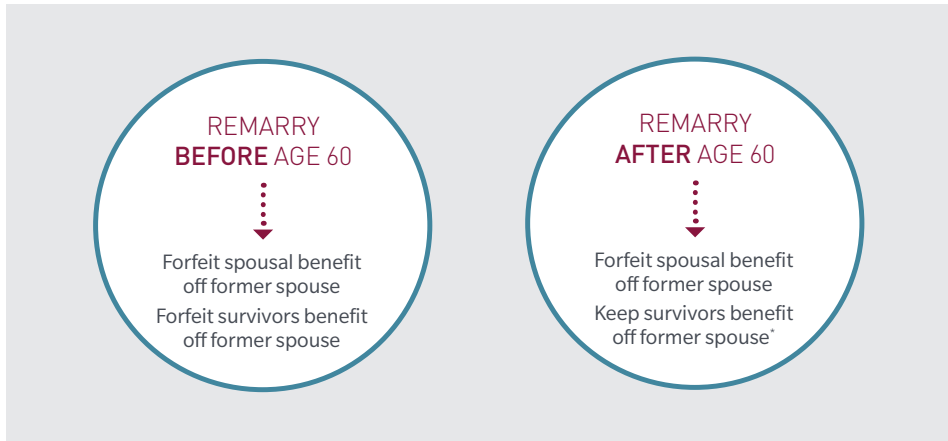 REMARRY
BEFORE AGE 60
Forfeit spousal benefit
off former spouse
Forfeit survivors benefit
off former spouse
REMARRY
AFTER AGE 60
Forfeit spousal benefit
off former spouse
Keep survivors benefit
off former spouse*